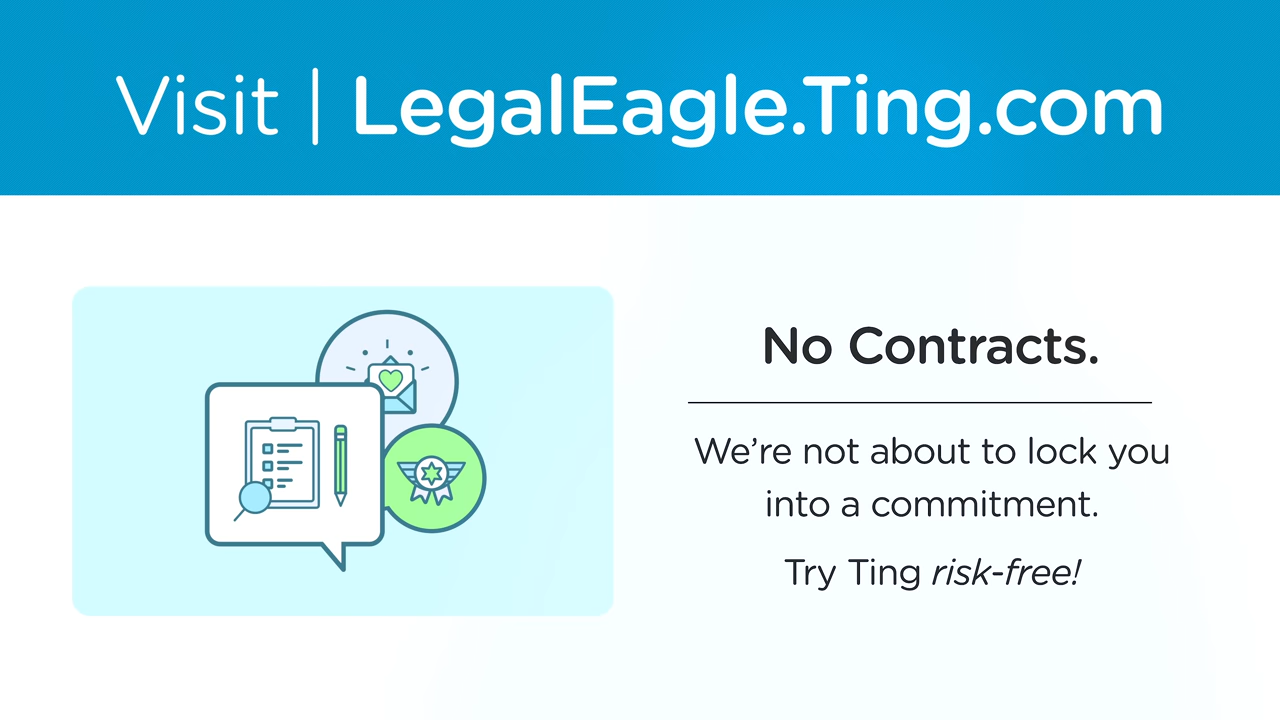 Visit | LegalEagle.Ting.com
No Contracts.
We’re not about to lock you
into a commitment.
Try Ting risk-free!